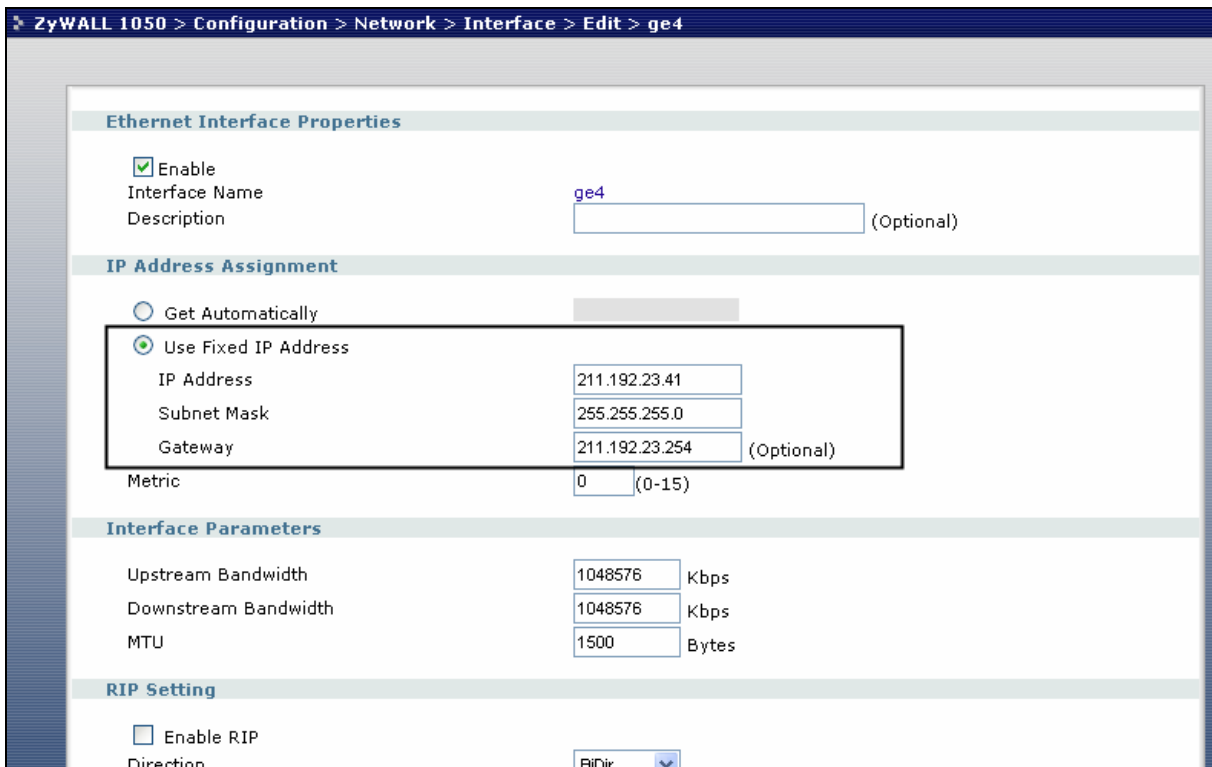 ZyWALL 1050 > Configuration > Network > Interface > Edit > ge4
Ethernet Interface Properties
Enable
Interface Name ge4
Description (Optional)
IP Address Assignment
Get Automatically
Use Fixed IP Address
IP Address 211.192.23.41
Subnet Mask 255.255.255.0
Gateway 211.192.23.254 (Optional)
Metric 0 (0-15)
Interface Parameters
Upstream Bandwidth 1048576 Kbps
Downstream Bandwidth 1048576 Kbps
MTU 1500 Bytes
RIP Setting
Enable RIP
Direction BiDir